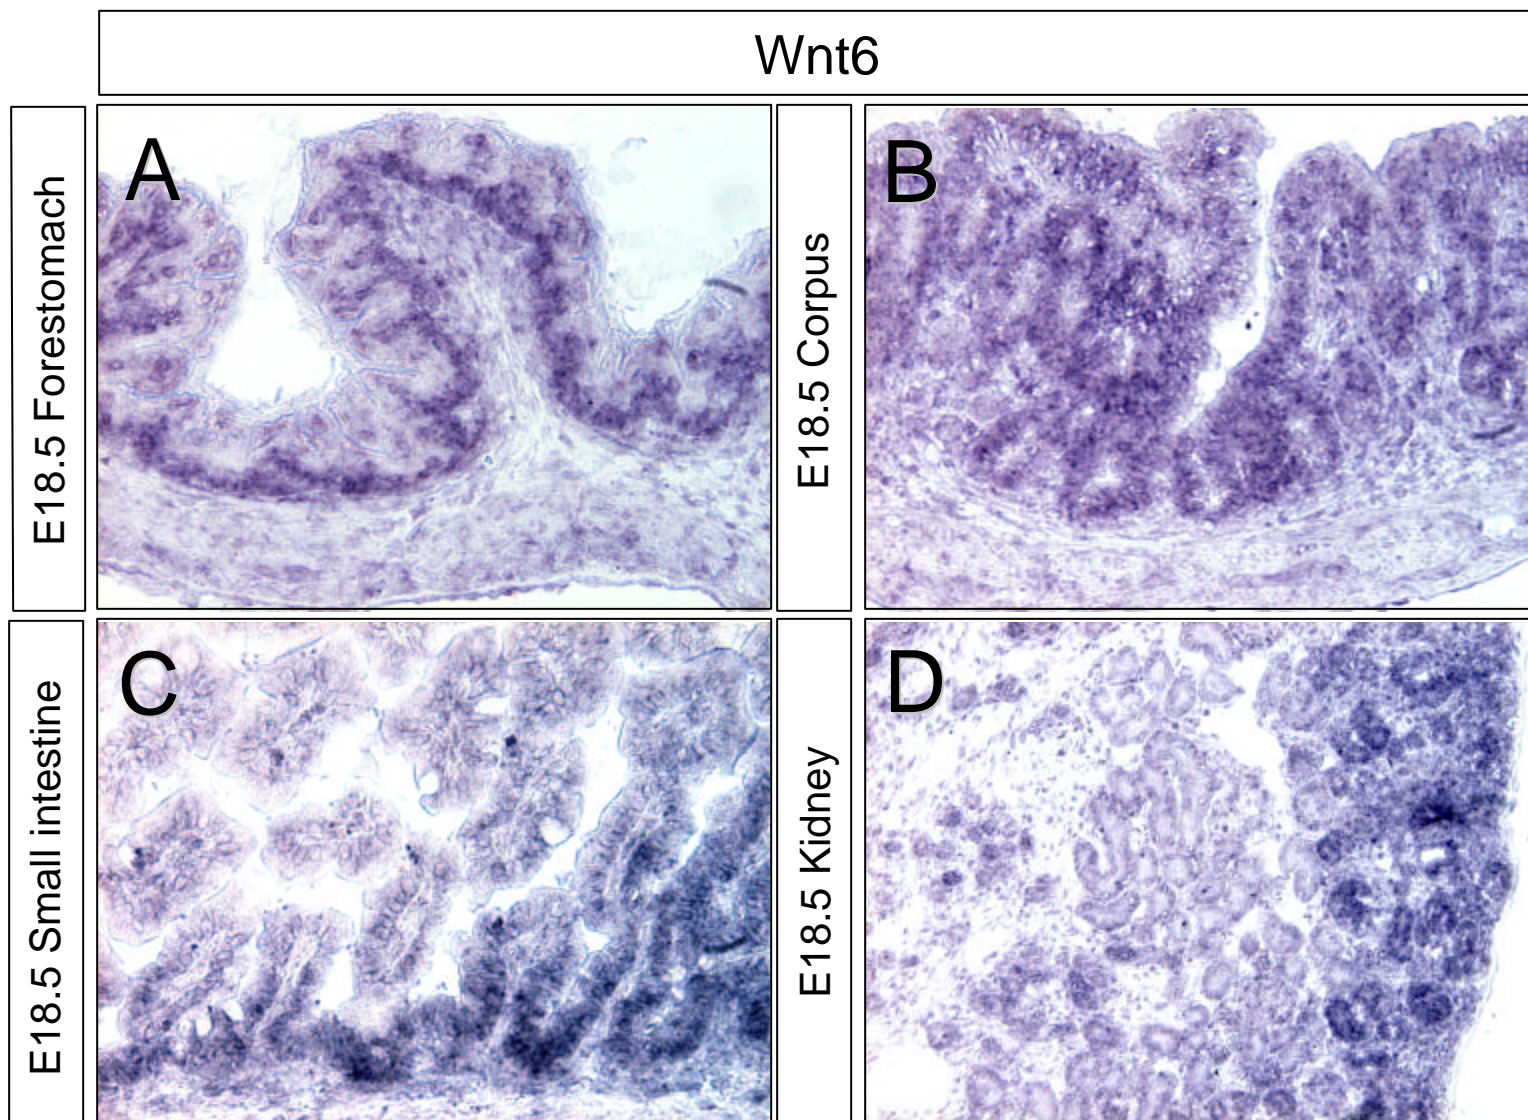 Wnt6
E18.5 Forestomach
A
E18.5 Corpus
B
E18.5 Small intestine
C
E18.5 Kidney
D